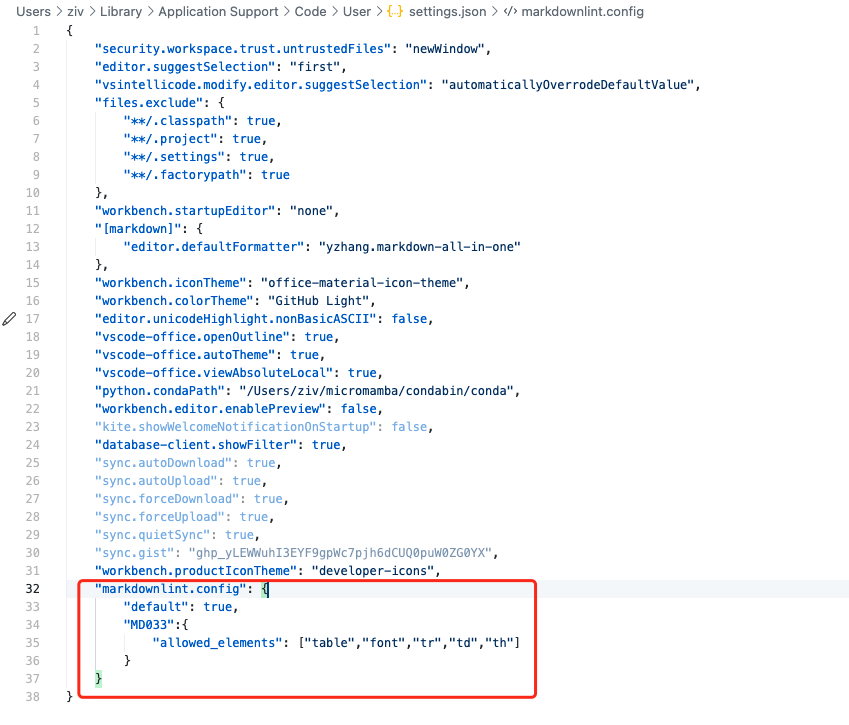 Users > ziv > Library > Application Support > Code > User > {..} settings.json > </> markdownlint.config
1 {
2 "security.workspace.trust.untrustedFiles": "newWindow",
3 "editor.suggestSelection": "first",
4 "vsintellicode.modify.editor.suggestSelection": "automaticallyOverrodeDefaultValue",
5 "files.exclude": {
6 "**/.classpath": true,
7 "**/.project": true,
8 "**/.settings": true,
9 "**/.factorypath": true
10 },
11 "workbench.startupEditor": "none",
12 "[markdown]": {
13 "editor.defaultFormatter": "yzhang.markdown-all-in-one"
14 },
15 "workbench.iconTheme": "office-material-icon-theme",
16 "workbench.colorTheme": "GitHub Light",
17 "editor.unicodeHighlight.nonBasicASCII": false,
18 "vscode-office.openOutline": true,
19 "vscode-office.autoTheme": true,
20 "vscode-office.viewAbsoluteLocal": true,
21 "python.condaPath": "/Users/ziv/micromamba/condabin/conda",
22 "workbench.editor.enablePreview": false,
23 "kite.showWelcomeNotificationOnStartup": false,
24 "database-client.showFilter": true,
25 "sync.autoDownload": true,
26 "sync.autoUpload": true,
27 "sync.forceDownload": true,
28 "sync.forceUpload": true,
29 "sync.quietSync": true,
30 "sync.gist": "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",
31 "workbench.productIconTheme": "developer-icons",
32 "markdownlint.config": {
33 "default": true,
34 "MD033":{
35 "allowed_elements": ["table","font","tr","td","th"]
36 }
37 }
38 }